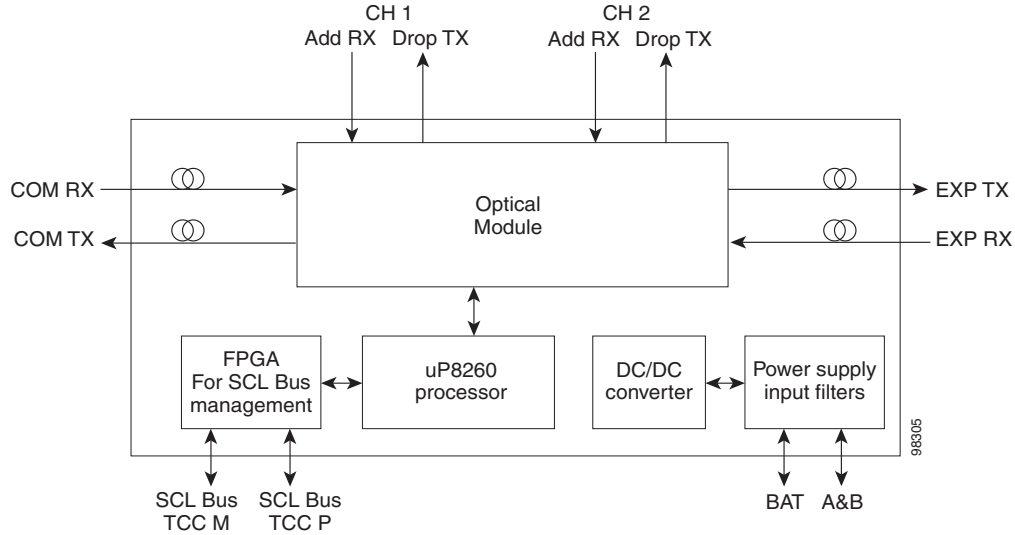 CH 1
CH 2
Add RX
Drop TX
Add RX
Drop TX
COM RX
COM TX
Optical
Module
EXP TX
EXP RX
FPGA
For SCL Bus
management
uP8260
processor
DC/DC
converter
Power supply
input filters
98305
SCL Bus
TCC M
SCL Bus
TCC P
BAT
A&B